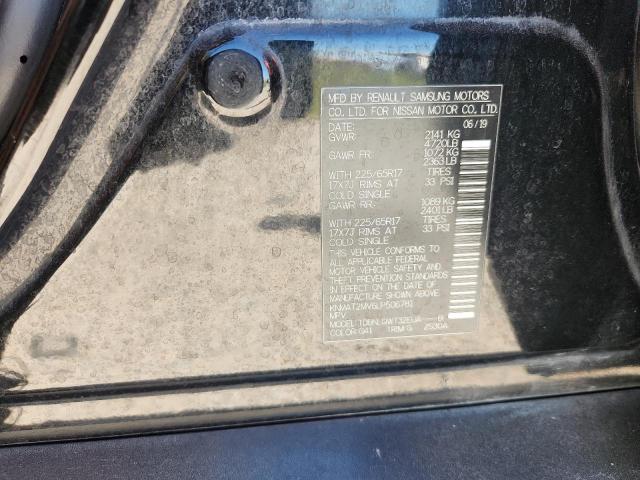 MFD BY RENAULT SAMSUNG MOTORS
CO. LTD. FOR NISSAN MOTOR CO. LTD.
DATE: 06/19
GVWR: 2141 KG
4720LB
GAWR FR: 1072 KG
2363LB
WITH 225/65R17 TIRES
17X7J RIMS AT 33 PSI
COLD SINGLE
GAWR RR: 1089 KG
2401LB
WITH 225/65R17 TIRES
17X7J RIMS AT 33 PSI
COLD SINGLE
THIS VEHICLE CONFORMS TO
ALL APPLICABLE FEDERAL
MOTOR VEHICLE SAFETY AND
THEFT PREVENTION STANDARDS
IN EFFECT ON THE DATE OF
MANUFACTURE SHOWN ABOVE
KNMAT2MV6LP506781
MPV
MODEL:
COLOR:G41 TRIM:G 2530A